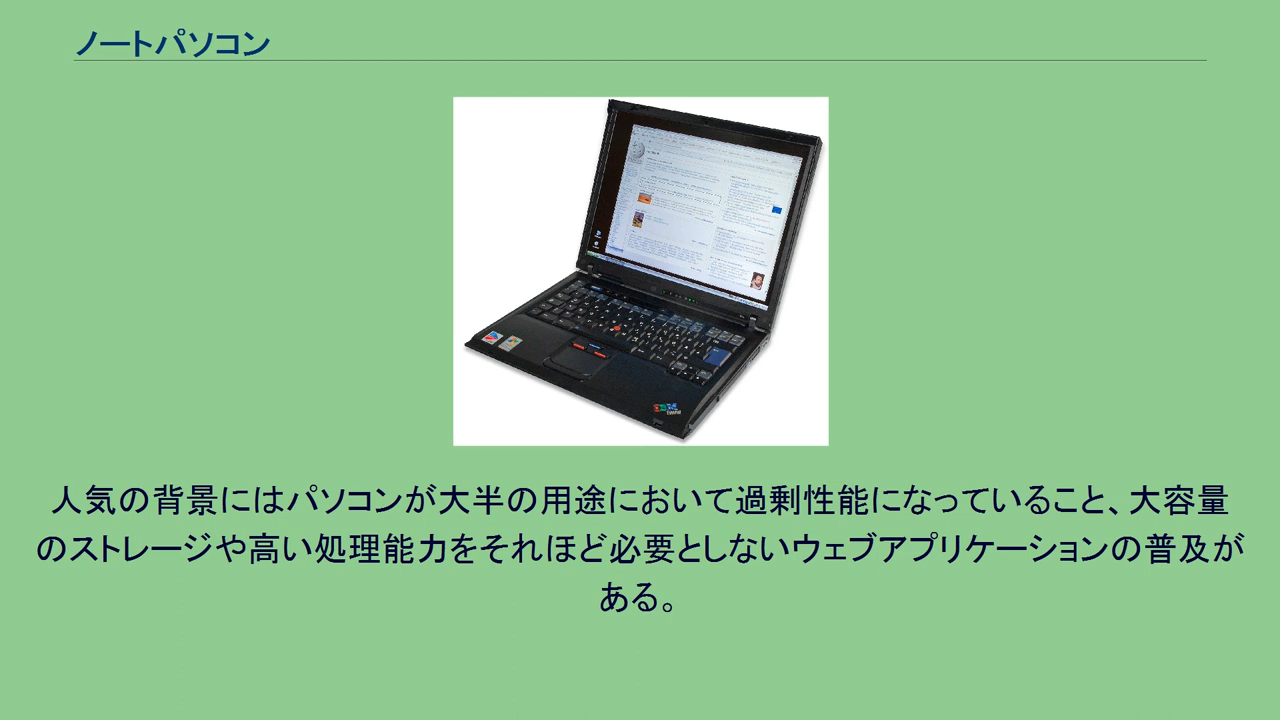 ノートパソコン
人気の背景にはパソコンが大半の用途において過剰性能になっていること、大容量
のストレージや高い処理能力をそれほど必要としないウェブアプリケーションの普及が
ある。